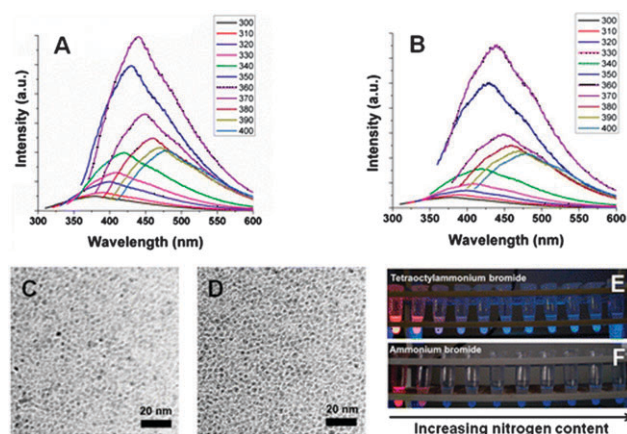 A
Intensity (a.u.)
300
310
320
330
340
350
360
370
380
390
400
300 350 400 450 500 550 600
Wavelength (nm)
B
Intensity (a.u.)
300
310
320
330
340
350
360
370
380
390
400
300 350 400 450 500 550 600
Wavelength (nm)
C
20 nm
D
20 nm
Tetraoctylammonium bromide
E
Ammonium bromide
F
Increasing nitrogen content